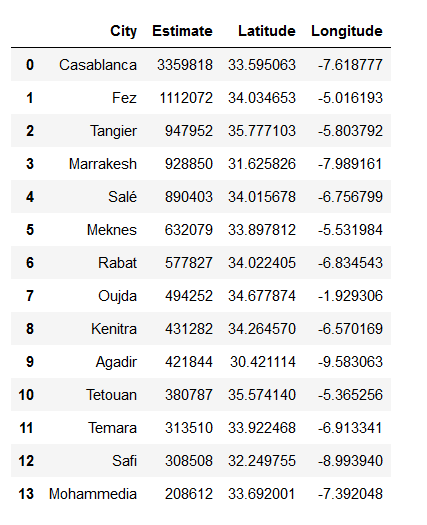 City Estimate Latitude Longitude
0 Casablanca 3359818 33.595063 -7.618777
1 Fez 1112072 34.034653 -5.016193
2 Tangier 947952 35.777103 -5.803792
3 Marrakesh 928850 31.625826 -7.989161
4 Salé 890403 34.015678 -6.756799
5 Meknes 632079 33.897812 -5.531984
6 Rabat 577827 34.022405 -6.834543
7 Oujda 494252 34.677874 -1.929306
8 Kenitra 431282 34.264570 -6.570169
9 Agadir 421844 30.421114 -9.583063
10 Tetouan 380787 35.574140 -5.365256
11 Temara 313510 33.922468 -6.913341
12 Safi 308508 32.249755 -8.993940
13 Mohammedia 208612 33.692001 -7.392048